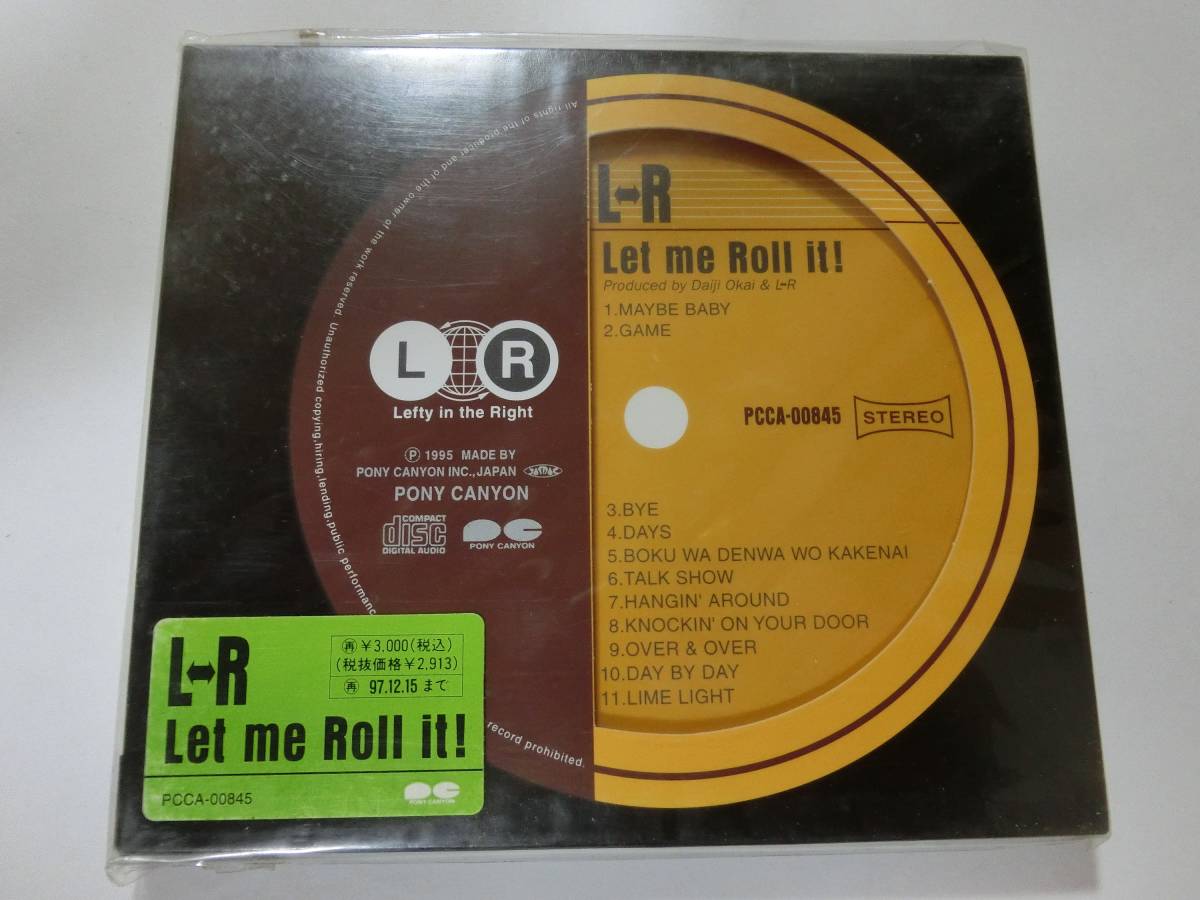 All rights of the producer and of the owner of the work reserved. Unauthorized copying,hiring,lending,public performanc
record prohibited.
L↔R
Let me Roll it!
Produced by Daiji Okai & L↔R
1.MAYBE BABY
2.GAME
PCCA-00845
STEREO
3.BYE
4.DAYS
5.BOKU WA DENWA WO KAKENAI
6.TALK SHOW
7.HANGIN' AROUND
8.KNOCKIN' ON YOUR DOOR
9.OVER & OVER
10.DAY BY DAY
11.LIME LIGHT
L R
Lefty in the Right
Ⓟ 1995 MADE BY
PONY CANYON INC.,JAPAN JASRAC
PONY CANYON
COMPACT
disc
DIGITAL AUDIO
PONY CANYON
L↔R
再 ¥3,000(税込)
(税抜価格¥2,913)
再 97.12.15 まで
Let me Roll it!
PCCA-00845
PONY CANYON